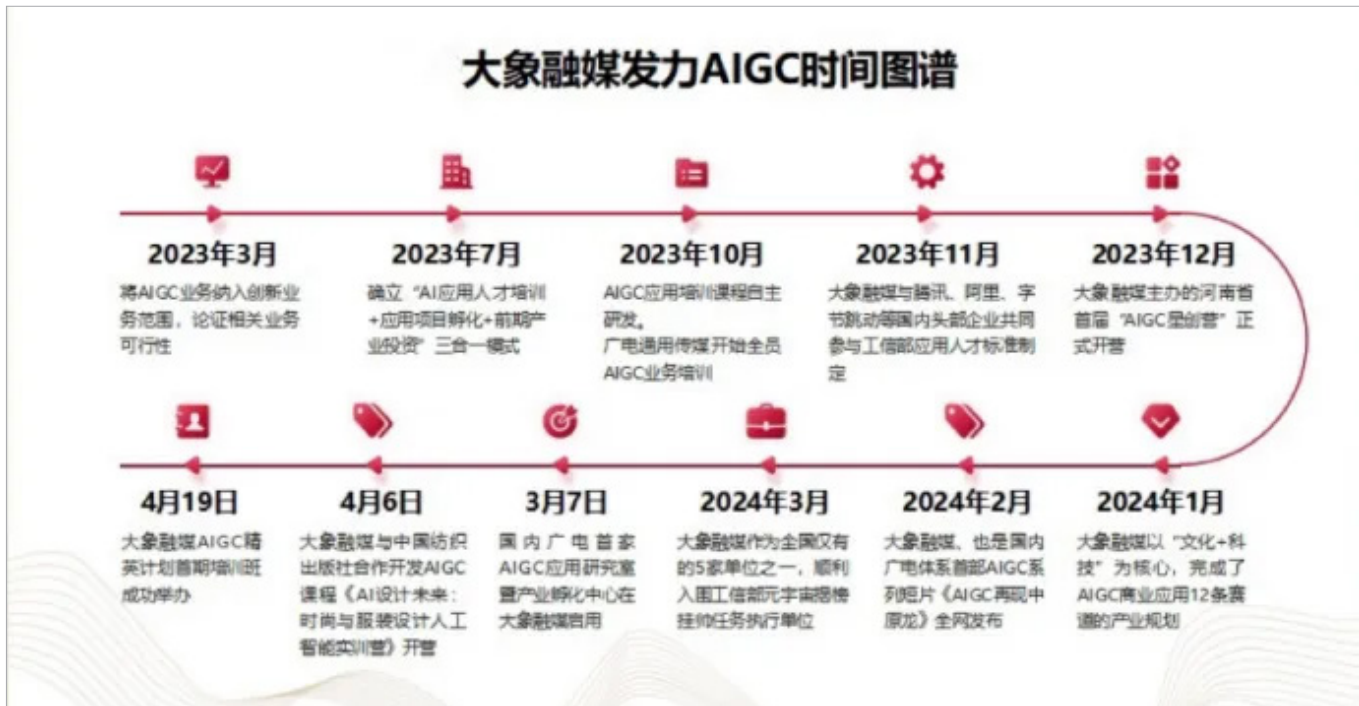 大象融媒发力AIGC时间图谱
2023年3月
将AIGC业务纳入创新业
务范围，论证相关业务
可行性
2023年7月
确立“AI应用人才培训
+应用项目孵化+前期产
业投资”三合一模式
2023年10月
AIGC应用培训课程自主
研发。
广电通用传媒开始全员
AIGC业务培训
2023年11月
大象融媒与腾讯、阿里、字
节跳动等国内头部企业共同
参与工信部应用人才标准制
定
2023年12月
大象融媒主办的河南省
首届“AIGC星创营”正
式开营
2024年1月
大象融媒以“文化+科
技”为核心，完成了
AIGC商业应用12条赛
道的产业规划
2024年2月
大象融媒、也是国内
广电体系首部AIGC系
列短片《AIGC再现中
原龙》全网发布
2024年3月
大象融媒作为全国仅有
的5家单位之一，顺利
入围工信部元宇宙揭榜
挂帅任务执行单位
3月7日
国内广电首家
AIGC应用研究室
暨产业孵化中心在
大象融媒启用
4月6日
大象融媒与中国纺织
出版社合作开发AIGC
课程《AI设计未来：
时尚与服装设计人工
智能实训营》开营
4月19日
大象融媒AIGC精
英计划首期培训班
成功举办